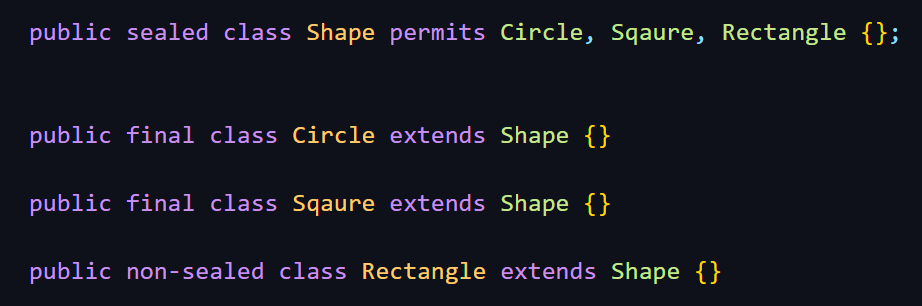 public sealed class Shape permits Circle, Sqaure, Rectangle {};
public final class Circle extends Shape {}
public final class Sqaure extends Shape {}
public non-sealed class Rectangle extends Shape {}